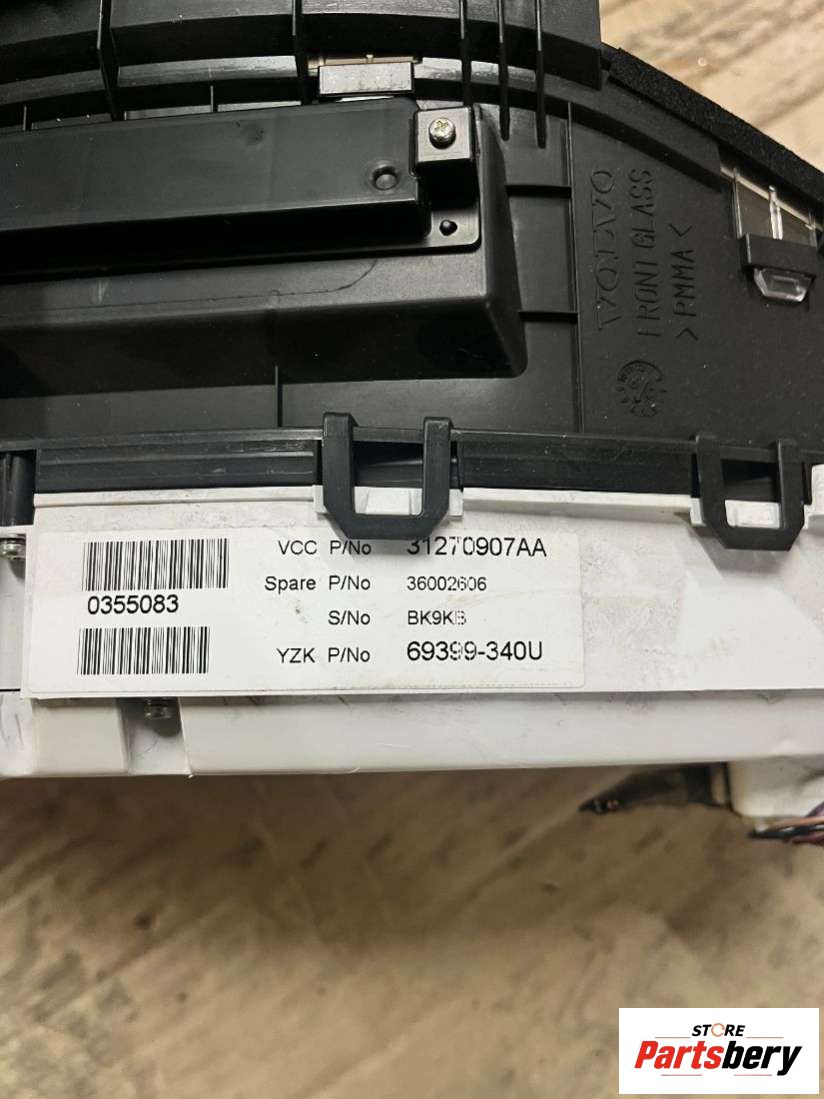 VOLVO
FRONT GLASS
>PMMA<
VCC P/No 31270907AA
Spare P/No 36002606
0355083
S/No BK9KB
YZK P/No 69399-340U
STORE
Partsbery